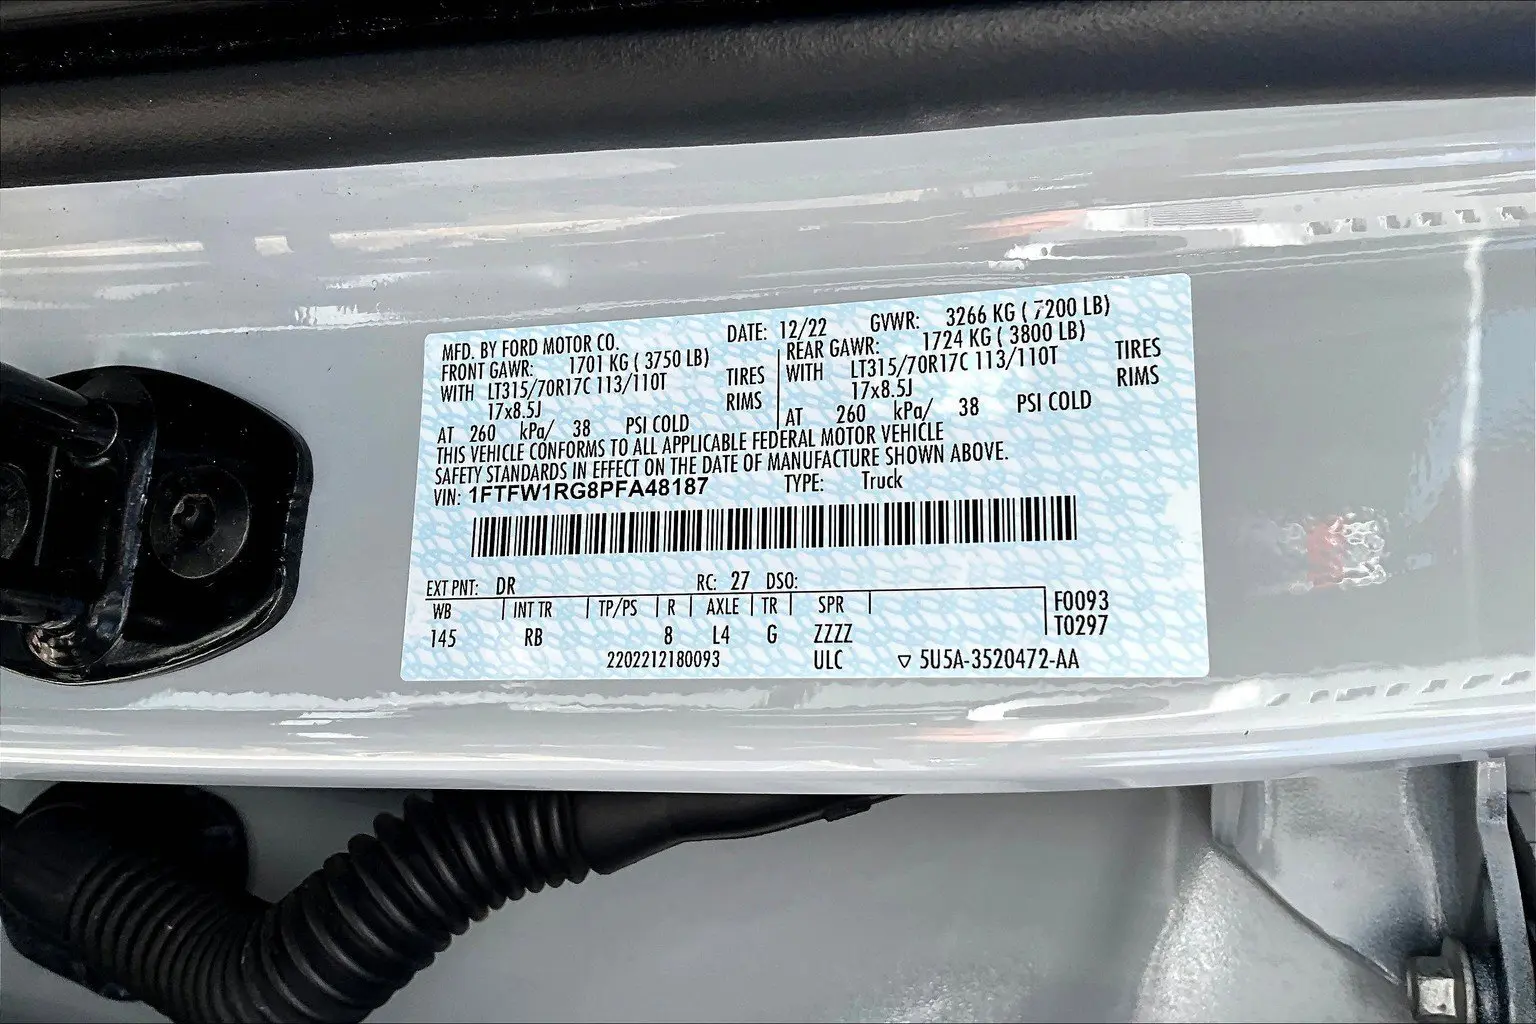 MFD. BY FORD MOTOR CO. DATE: 12/22 GVWR: 3266 KG ( 7200 LB)
FRONT GAWR: 1701 KG ( 3750 LB) REAR GAWR: 1724 KG ( 3800 LB)
WITH LT315/70R17C 113/110T TIRES WITH LT315/70R17C 113/110T TIRES
17x8.5J RIMS 17x8.5J RIMS
AT 260 kPa/ 38 PSI COLD AT 260 kPa/ 38 PSI COLD
THIS VEHICLE CONFORMS TO ALL APPLICABLE FEDERAL MOTOR VEHICLE
SAFETY STANDARDS IN EFFECT ON THE DATE OF MANUFACTURE SHOWN ABOVE.
VIN: 1FTFW1RG8PFA48187 TYPE: Truck
EXT PNT: DR RC: 27 DSO:
WB INT TR TP/PS R AXLE TR SPR F0093
145 RB 8 L4 G ZZZZ T0297
2202212180093 ULC ▽ 5U5A-3520472-AA